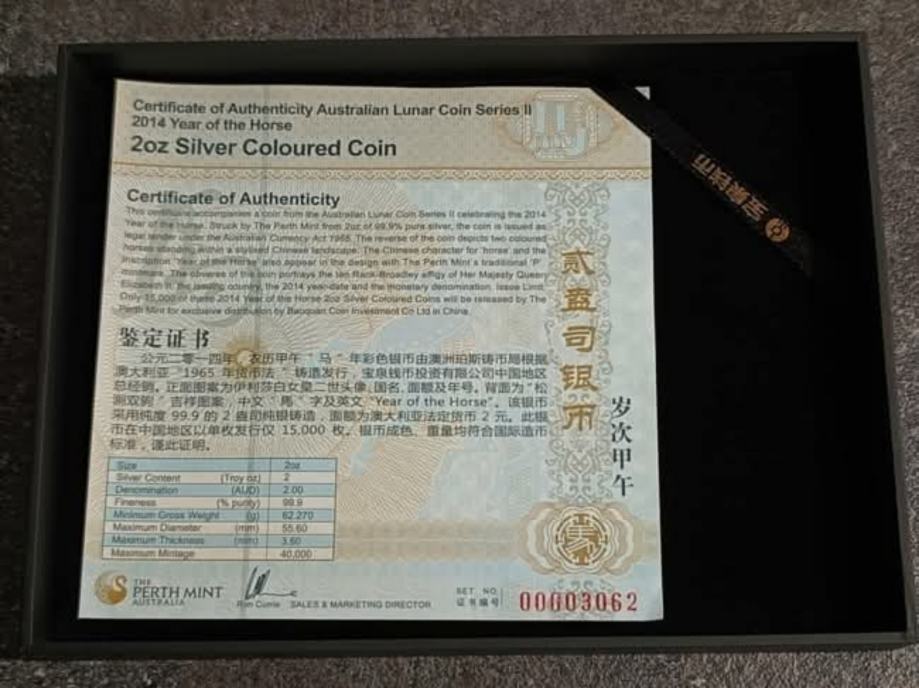 Certificate of Authenticity Australian Lunar Coin Series II
2014 Year of the Horse
2oz Silver Coloured Coin
Certificate of Authenticity
This certificate accompanies a coin from the Australian Lunar Coin Series II celebrating the 2014
Year of the Horse. Struck by The Perth Mint from 2oz of 99.9% pure silver, the coin is issued as
legal tender under the Australian Currency Act 1965. The reverse of the coin depicts two coloured
horses standing within a stylised Chinese landscape. The Chinese character for 'horse' and the
inscription 'Year of the Horse' also appear in the design with The Perth Mint's traditional 'P'
mintmark. The obverse of the coin portrays the Ian Rank-Broadley effigy of Her Majesty Queen
Elizabeth II, the issuing country, the 2014 year-date and the monetary denomination. Issue Limit.
Only 15,000 of these 2014 Year of the Horse 2oz Silver Coloured Coins will be released by The
Perth Mint for exclusive distribution by Baoquan Coin Investment Co Ltd in China.
鉴定证书
公元二零一四年，农历甲午“马”年彩色银币由澳洲珀斯铸币局根据
澳大利亚“1965 年货币法”铸造发行，宝泉钱币投资有限公司中国地区
总经销。正面图案为伊利莎白女皇二世头像，国名，面额及年号。背面为“松
涧双驹”吉祥图案，中文“馬”字及英文“Year of the Horse”。该银币
采用纯度 99.9 的 2 盎司纯银铸造，面额为澳大利亚法定货币 2 元。此银
币在中国地区以单枚发行仅 15,000 枚。银币成色、重量均符合国际造币
标准，谨此证明。
Size 2oz
Silver Content (Troy oz) 2
Denomination (AUD) 2.00
Fineness (% purity) 99.9
Minimum Gross Weight (g) 62.270
Maximum Diameter (mm) 55.60
Maximum Thickness (mm) 3.60
Maximum Mintage 40,000
贰盎司银币
岁次甲午
THE
PERTH MINT
AUSTRALIA
Ron Currie SALES & MARKETING DIRECTOR
SET NO.
证书编号
00003062
宝泉钱币